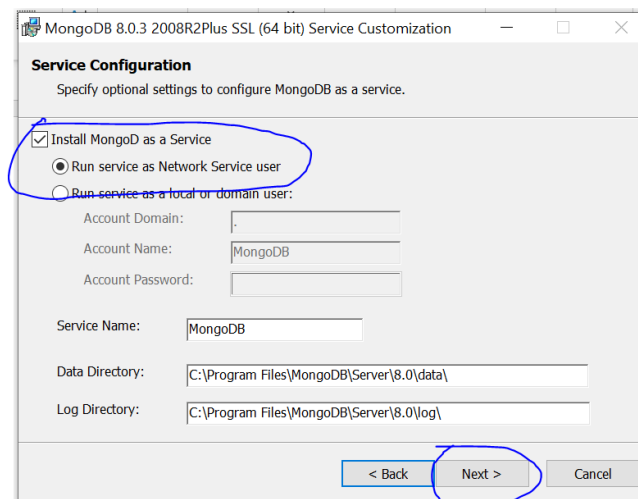 MongoDB 8.0.3 2008R2Plus SSL (64 bit) Service Customization
Service Configuration
Specify optional settings to configure MongoDB as a service.
Install MongoD as a Service
Run service as Network Service user
Run service as a local or domain user:
Account Domain: .
Account Name: MongoDB
Account Password:
Service Name: MongoDB
Data Directory: C:\Program Files\MongoDB\Server\8.0\data\
Log Directory: C:\Program Files\MongoDB\Server\8.0\log\
< Back Next > Cancel